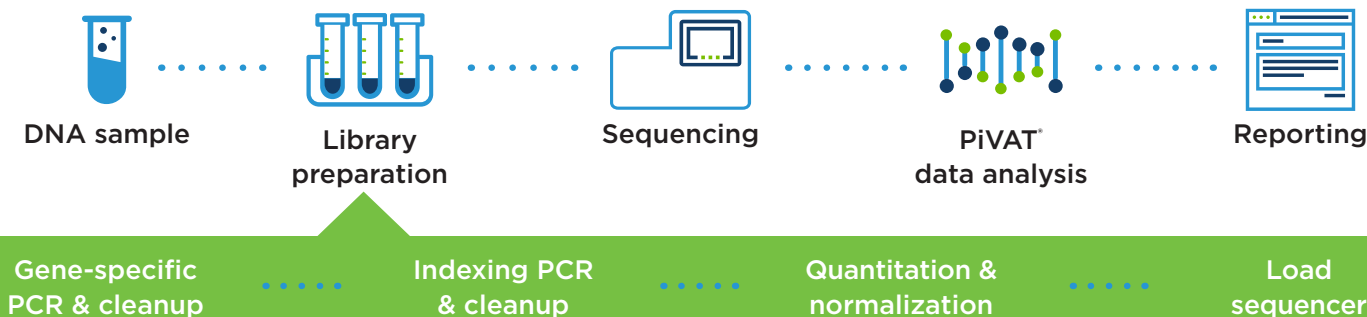 DNA sample
Library
preparation
Sequencing
PiVAT®
data analysis
Reporting
Gene-specific
PCR & cleanup
Indexing PCR
& cleanup
Quantitation &
normalization
Load
sequencer